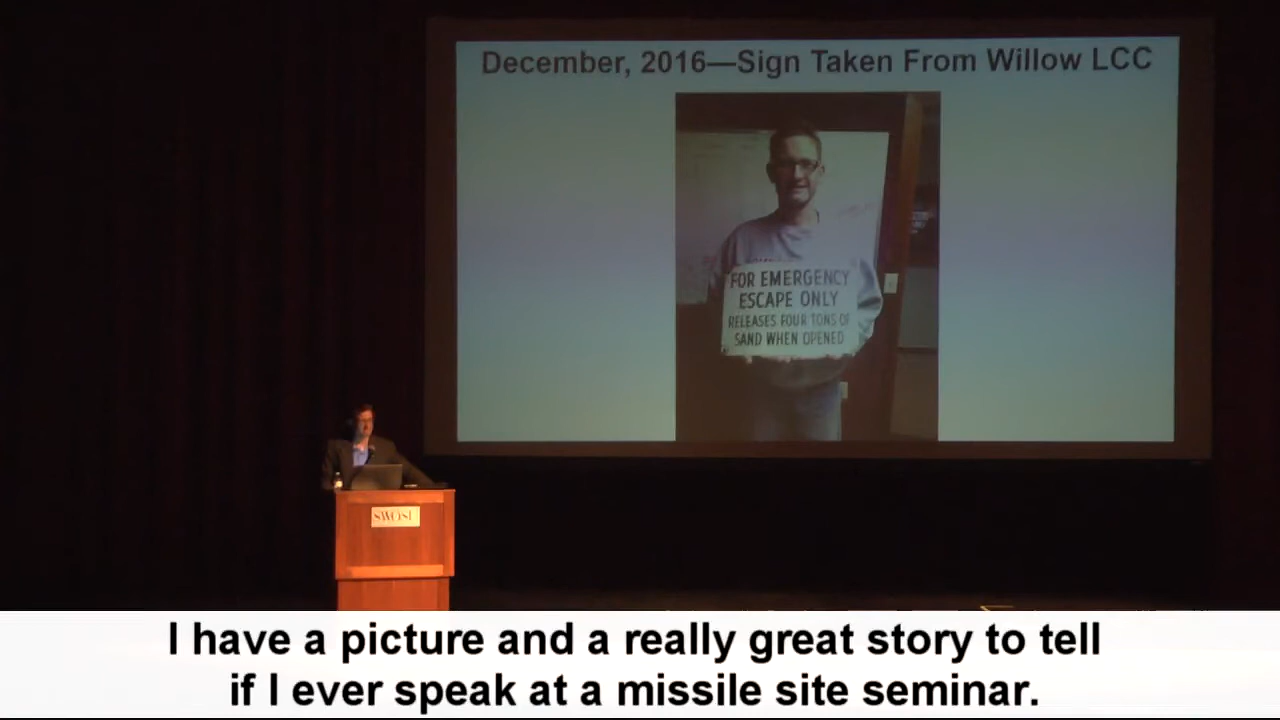 December, 2016—Sign Taken From Willow LCC
FOR EMERGENCY
ESCAPE ONLY
RELEASES FOUR TONS OF
SAND WHEN OPENED
SWOSU
I have a picture and a really great story to tell
if I ever speak at a missile site seminar.